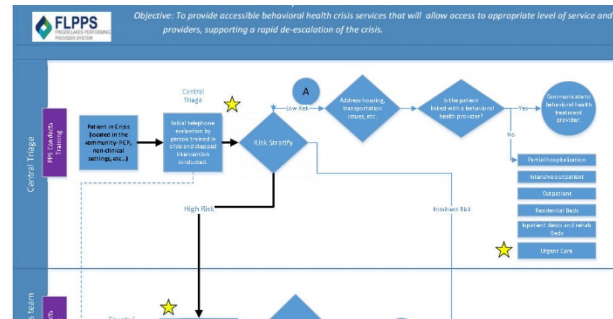 Objective: To provide accessible behavioral health crisis services that will allow access to appropriate level of service and
providers, supporting a rapid de-escalation of the crisis.
FLPPS
FINGER LAKES PERFORMING
PROVIDER SYSTEM
Central Triage
PPS Conducts
Training
Patient in Crisis
(located in the
community- PCP,
non-clinical
settings, etc...)
Central
Triage
Initial telephone
evaluation by
person trained in
crisis and stepped
intervention
conducted.
Risk Stratify
Low Risk
A
Address housing,
transportation
issues, etc.
Is the patient
linked with a behavioral
health provider?
Yes
Communicate to
behavioral health
treatment
provider.
No
Partial hospitalization
Intensive outpatient
Outpatient
Residential Beds
Inpatient detox and rehab
Beds
Urgent Care
High Risk
Imminent Risk
s team